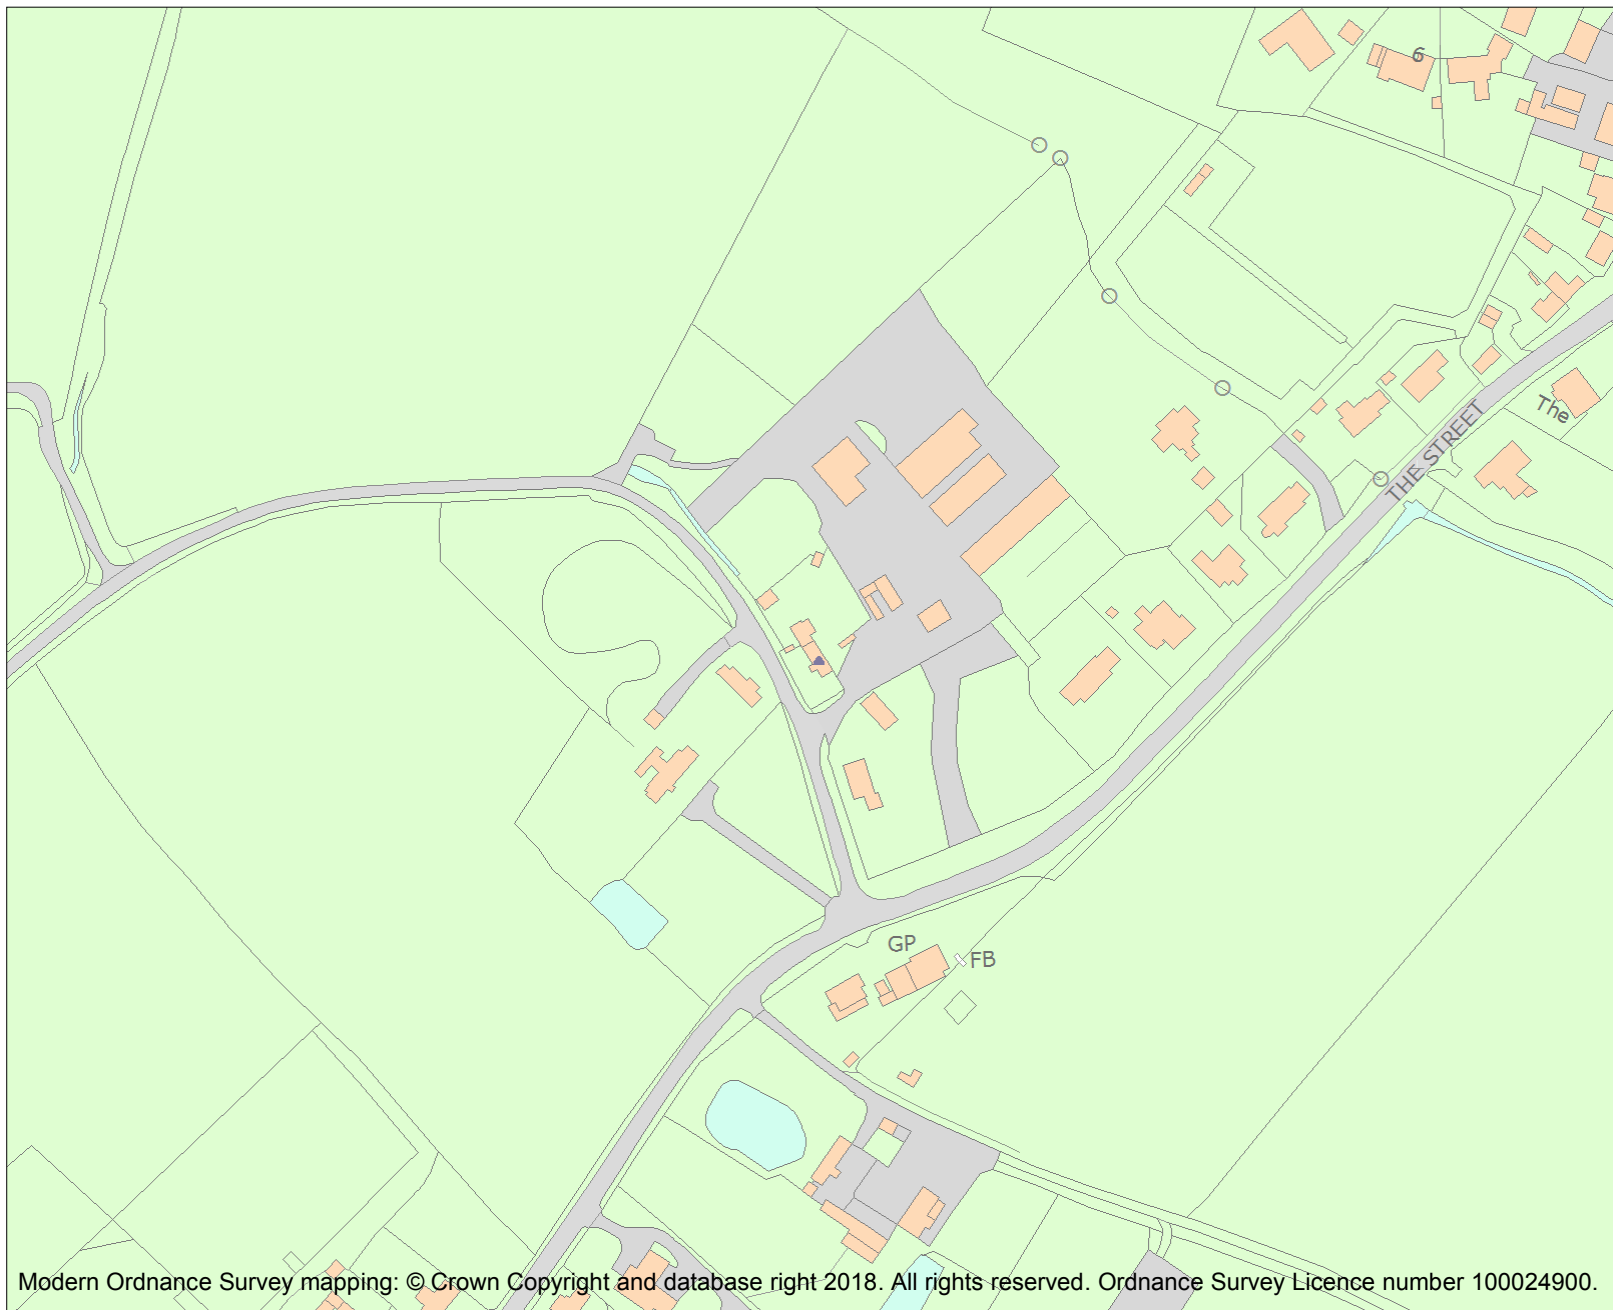 6
The
THE STREET
GP
FB
Modern Ordnance Survey mapping: © Crown Copyright and database right 2018. All rights reserved. Ordnance Survey Licence number 100024900.